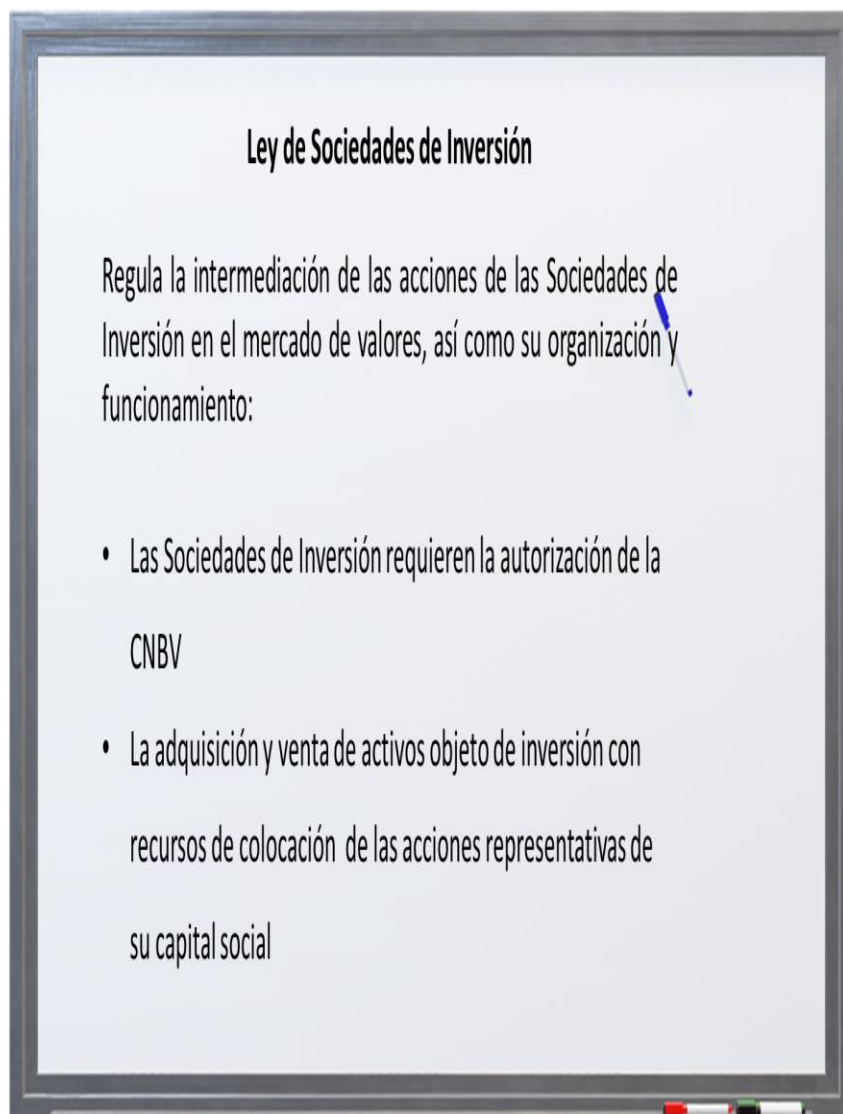 Ley de Sociedades de Inversión
Regula la intermediación de las acciones de las Sociedades de
Inversión en el mercado de valores, así como su organización y
funcionamiento:
• Las Sociedades de Inversión requieren la autorización de la
CNBV
• La adquisición y venta de activos objeto de inversión con
recursos de colocación de las acciones representativas de
su capital social